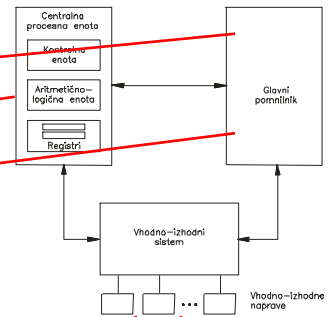 Centralna
procesna enota
Kontrolna
enota
Aritmetično-
logična enota
Registri
Glavni
pomnilnik
Vhodno-izhodni
sistem
Vhodno-izhodne
naprave